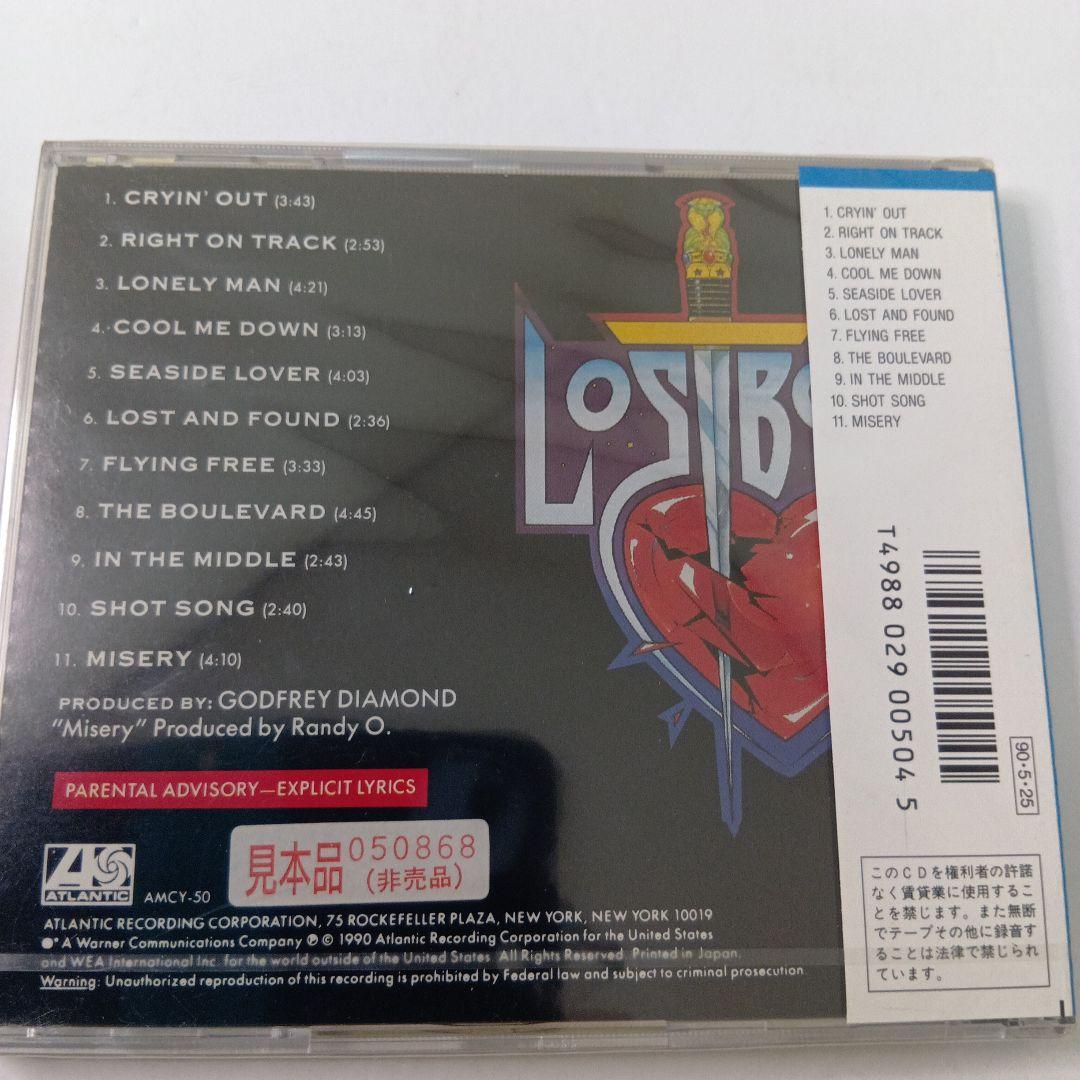 1. CRYIN' OUT (3:43)
2. RIGHT ON TRACK (2:53)
3. LONELY MAN (4:21)
4. COOL ME DOWN (3:13)
5. SEASIDE LOVER (4:03)
6. LOST AND FOUND (2:36)
7. FLYING FREE (3:33)
8. THE BOULEVARD (4:45)
9. IN THE MIDDLE (2:43)
10. SHOT SONG (2:40)
11. MISERY (4:10)
PRODUCED BY: GODFREY DIAMOND
"Misery" Produced by Randy O.
PARENTAL ADVISORY—EXPLICIT LYRICS
ATLANTIC
AMCY-50
見本品 050868
(非売品)
ATLANTIC RECORDING CORPORATION, 75 ROCKEFELLER PLAZA, NEW YORK, NEW YORK 10019
A Warner Communications Company ℗ © 1990 Atlantic Recording Corporation for the United States
and WEA International Inc. for the world outside of the United States. All Rights Reserved. Printed in Japan.
Warning: Unauthorized reproduction of this recording is prohibited by Federal law and subject to criminal prosecution.
LOST BO
1. CRYIN' OUT
2. RIGHT ON TRACK
3. LONELY MAN
4. COOL ME DOWN
5. SEASIDE LOVER
6. LOST AND FOUND
7. FLYING FREE
8. THE BOULEVARD
9. IN THE MIDDLE
10. SHOT SONG
11. MISERY
T4988 029 00504 5
90·5·25
このCDを権利者の許諾
なく賃貸業に使用するこ
とを禁じます。また無断
でテープその他に録音す
ることは法律で禁じられ
ています。